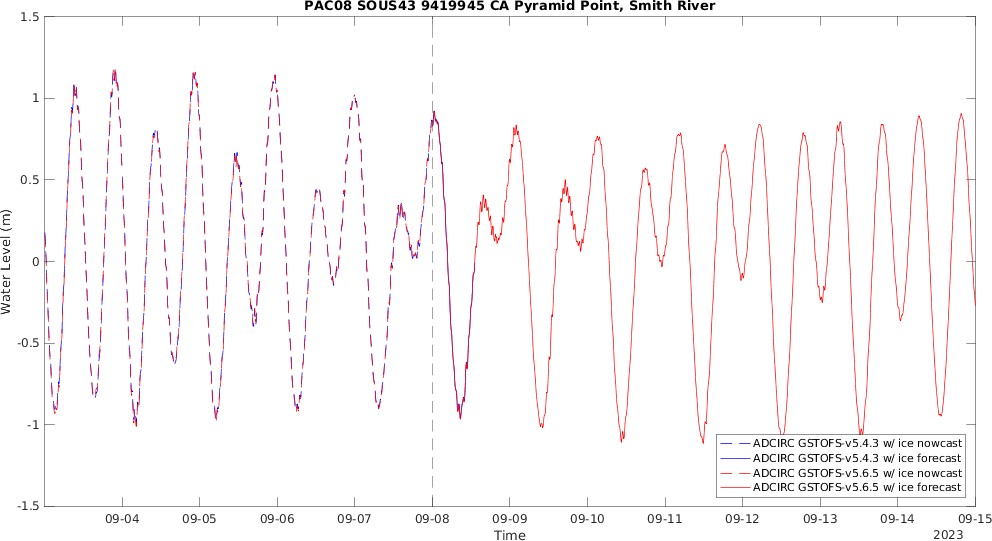 PAC08 SOUS43 9419945 CA Pyramid Point, Smith River
1.5
1
0.5
0
-0.5
-1
-1.5
Water Level (m)
ADCIRC GSTOFS-v5.4.3 w/ ice nowcast
ADCIRC GSTOFS-v5.4.3 w/ ice forecast
ADCIRC GSTOFS-v5.6.5 w/ ice nowcast
ADCIRC GSTOFS-v5.6.5 w/ ice forecast
09-04 09-05 09-06 09-07 09-08 09-09 09-10 09-11 09-12 09-13 09-14 09-15
Time
2023